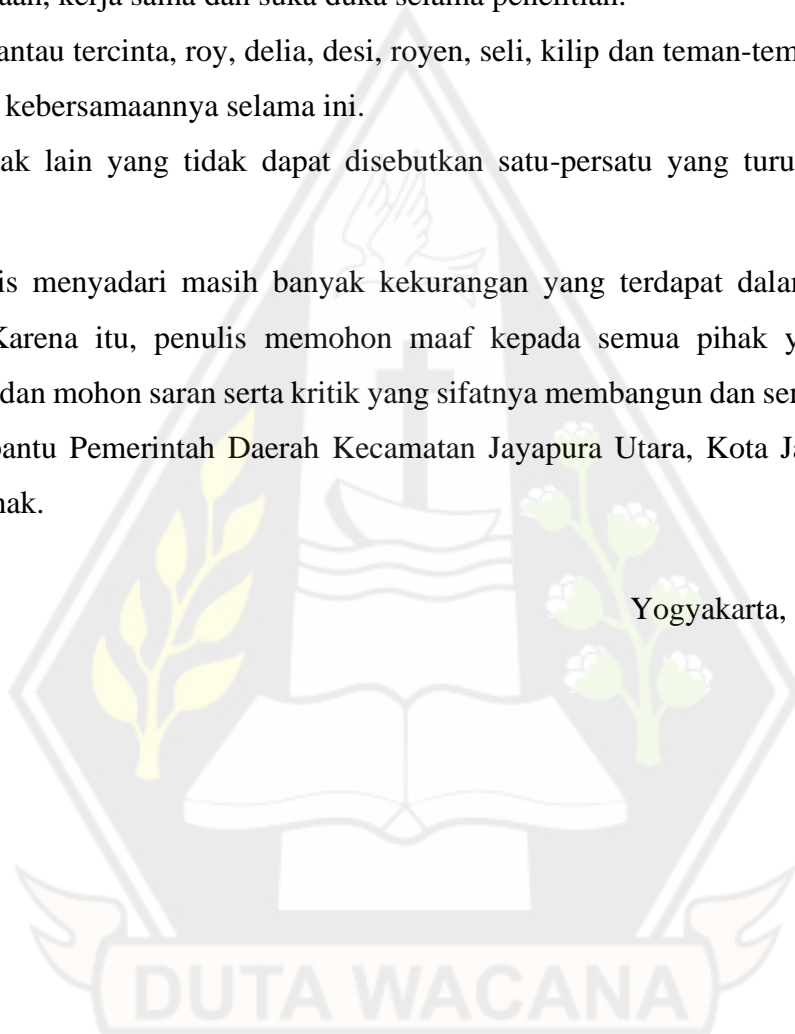 kerja sama dan suka duka selama penelitian.
antau tercinta, roy, delia, desi, royen, seli, kilip dan teman-tem
kebersamaannya selama ini.
ak lain yang tidak dapat disebutkan satu-persatu yang turu
is menyadari masih banyak kekurangan yang terdapat dalam
Karena itu, penulis memohon maaf kepada semua pihak y
dan mohon saran serta kritik yang sifatnya membangun dan sem
bantu Pemerintah Daerah Kecamatan Jayapura Utara, Kota Ja
hak.
Yogyakarta,
DUTA WACANA